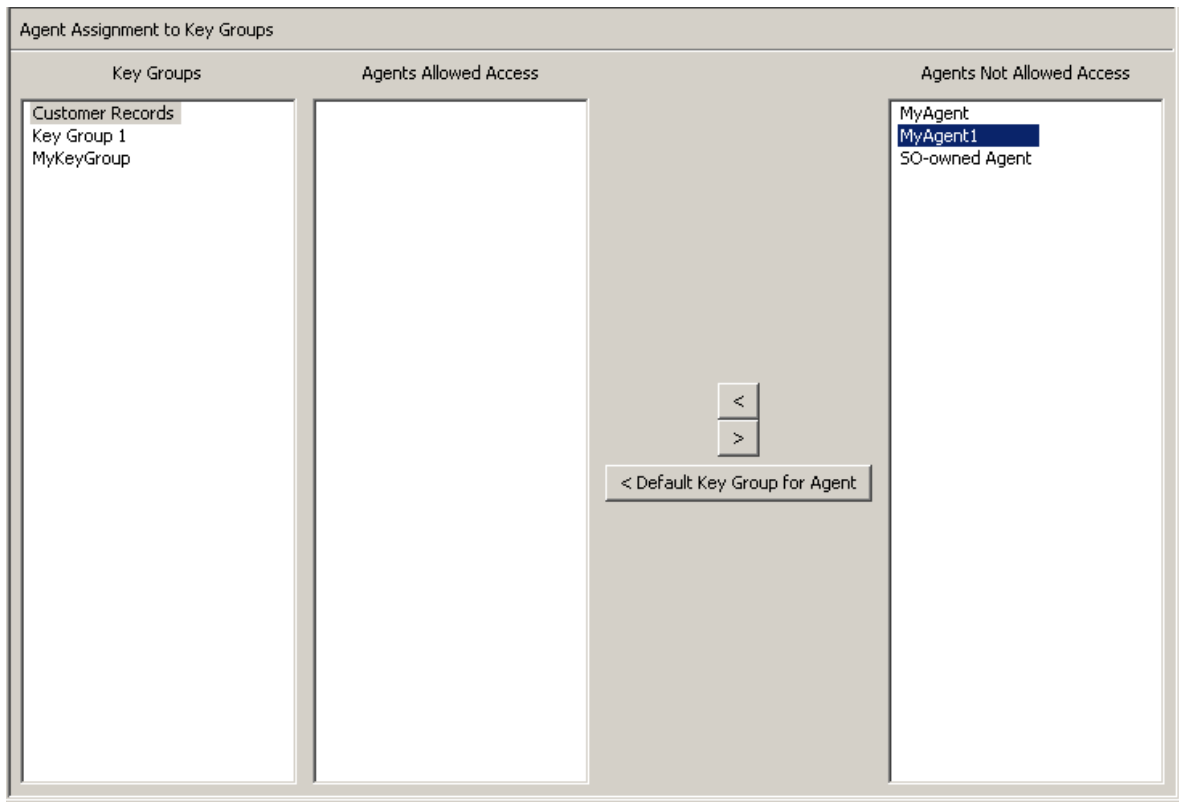 Agent Assignment to Key Groups
Key Groups
Agents Allowed Access
Agents Not Allowed Access
Customer Records
Key Group 1
MyKeyGroup
MyAgent
MyAgent1
SO-owned Agent
<
>
< Default Key Group for Agent